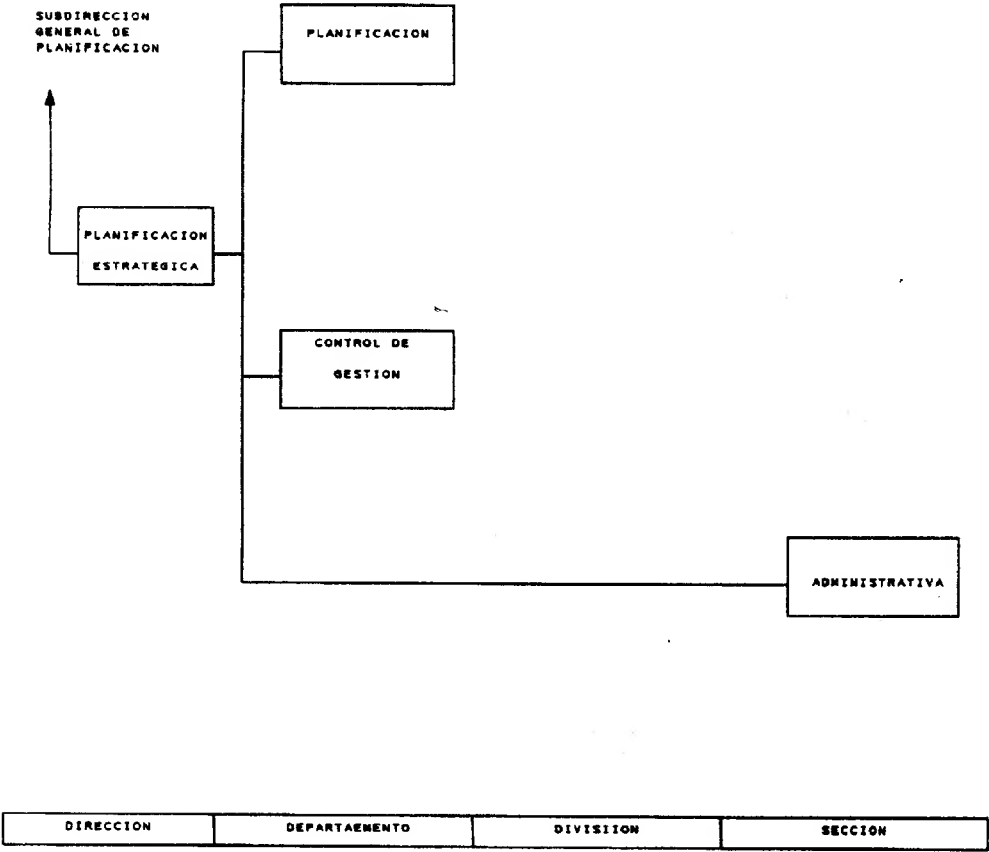 SUBDIRECCION
GENERAL DE
PLANIFICACION
PLANIFICACION
PLANIFICACION
ESTRATEGICA
CONTROL DE
GESTION
ADMINISTRATIVA
DIRECCION DEPARTAEMENTO DIVISIION SECCION